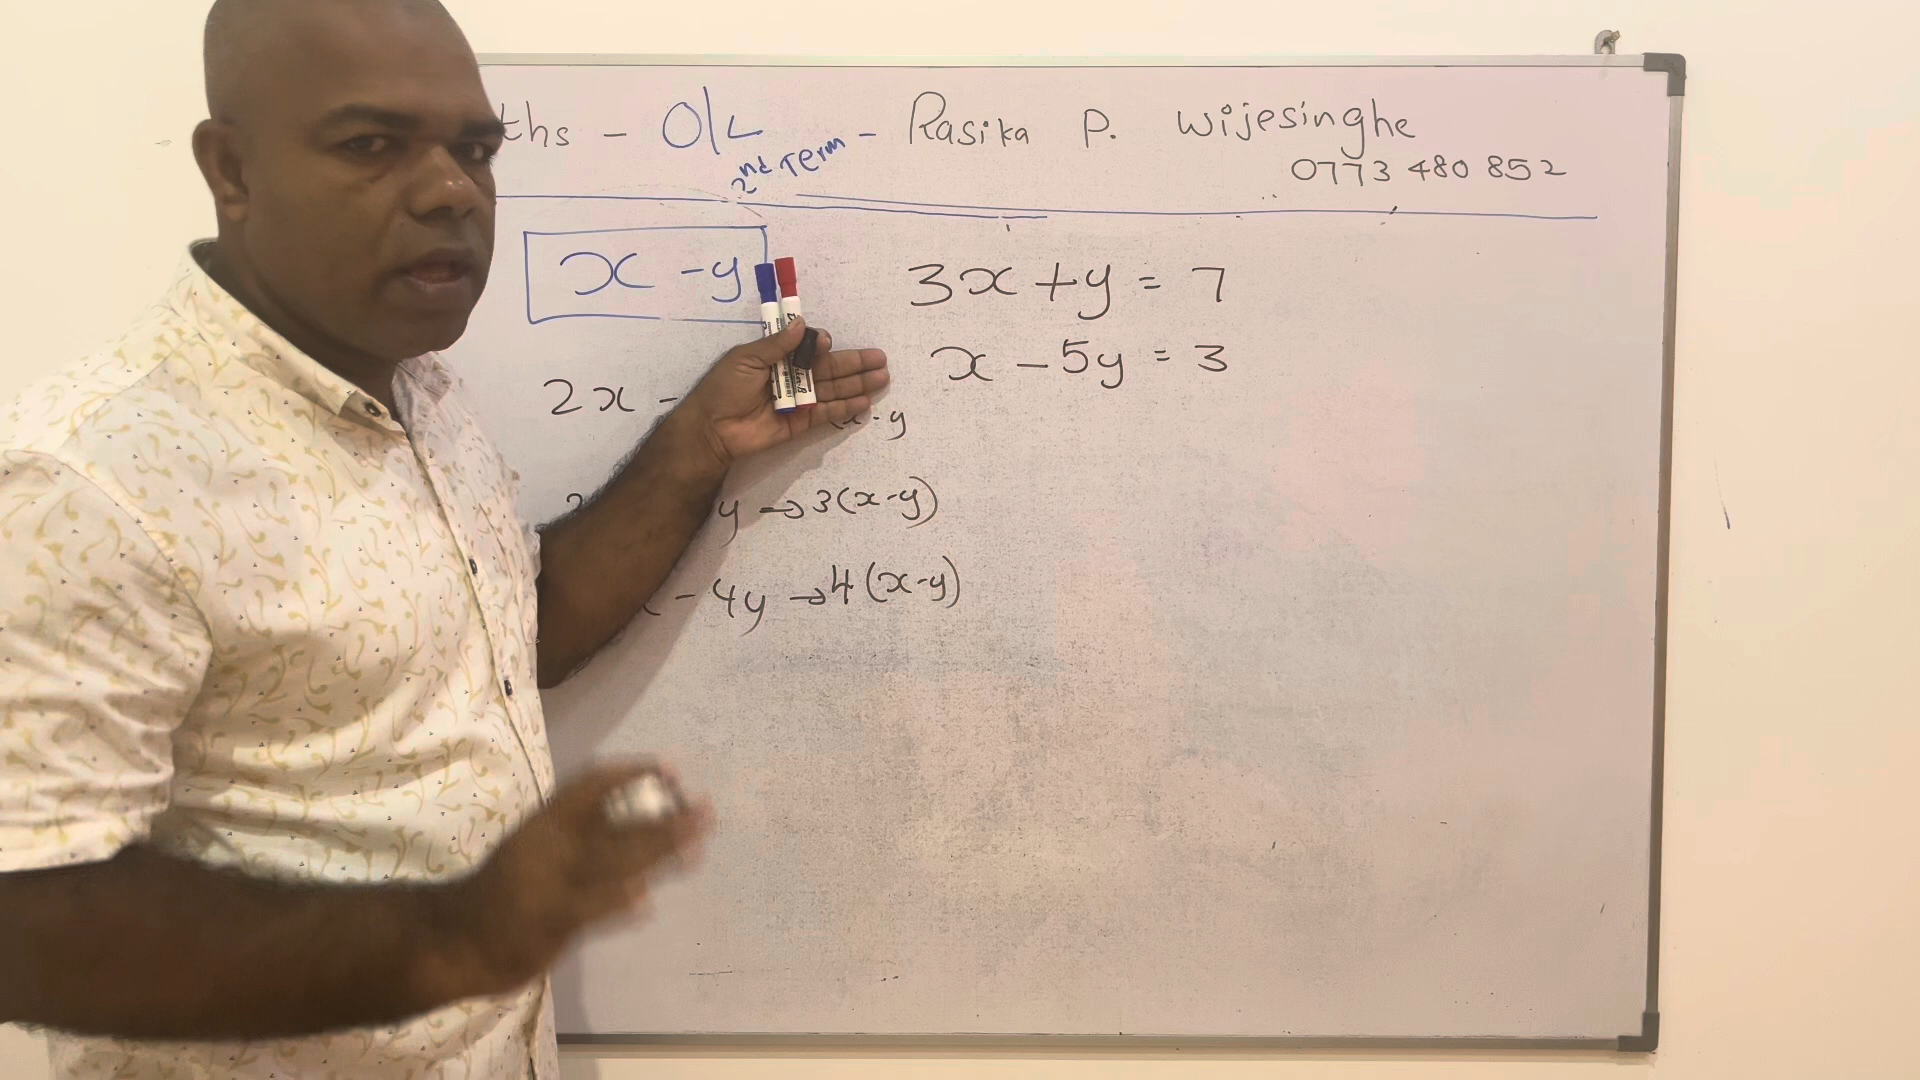 ths - O/L - Rasika P. Wijesinghe
2nd Term
0773 480 852
x - y
3x + y = 7
x - 5y = 3
2x -
x - y
y → 3(x-y)
- 4y → 4(x-y)